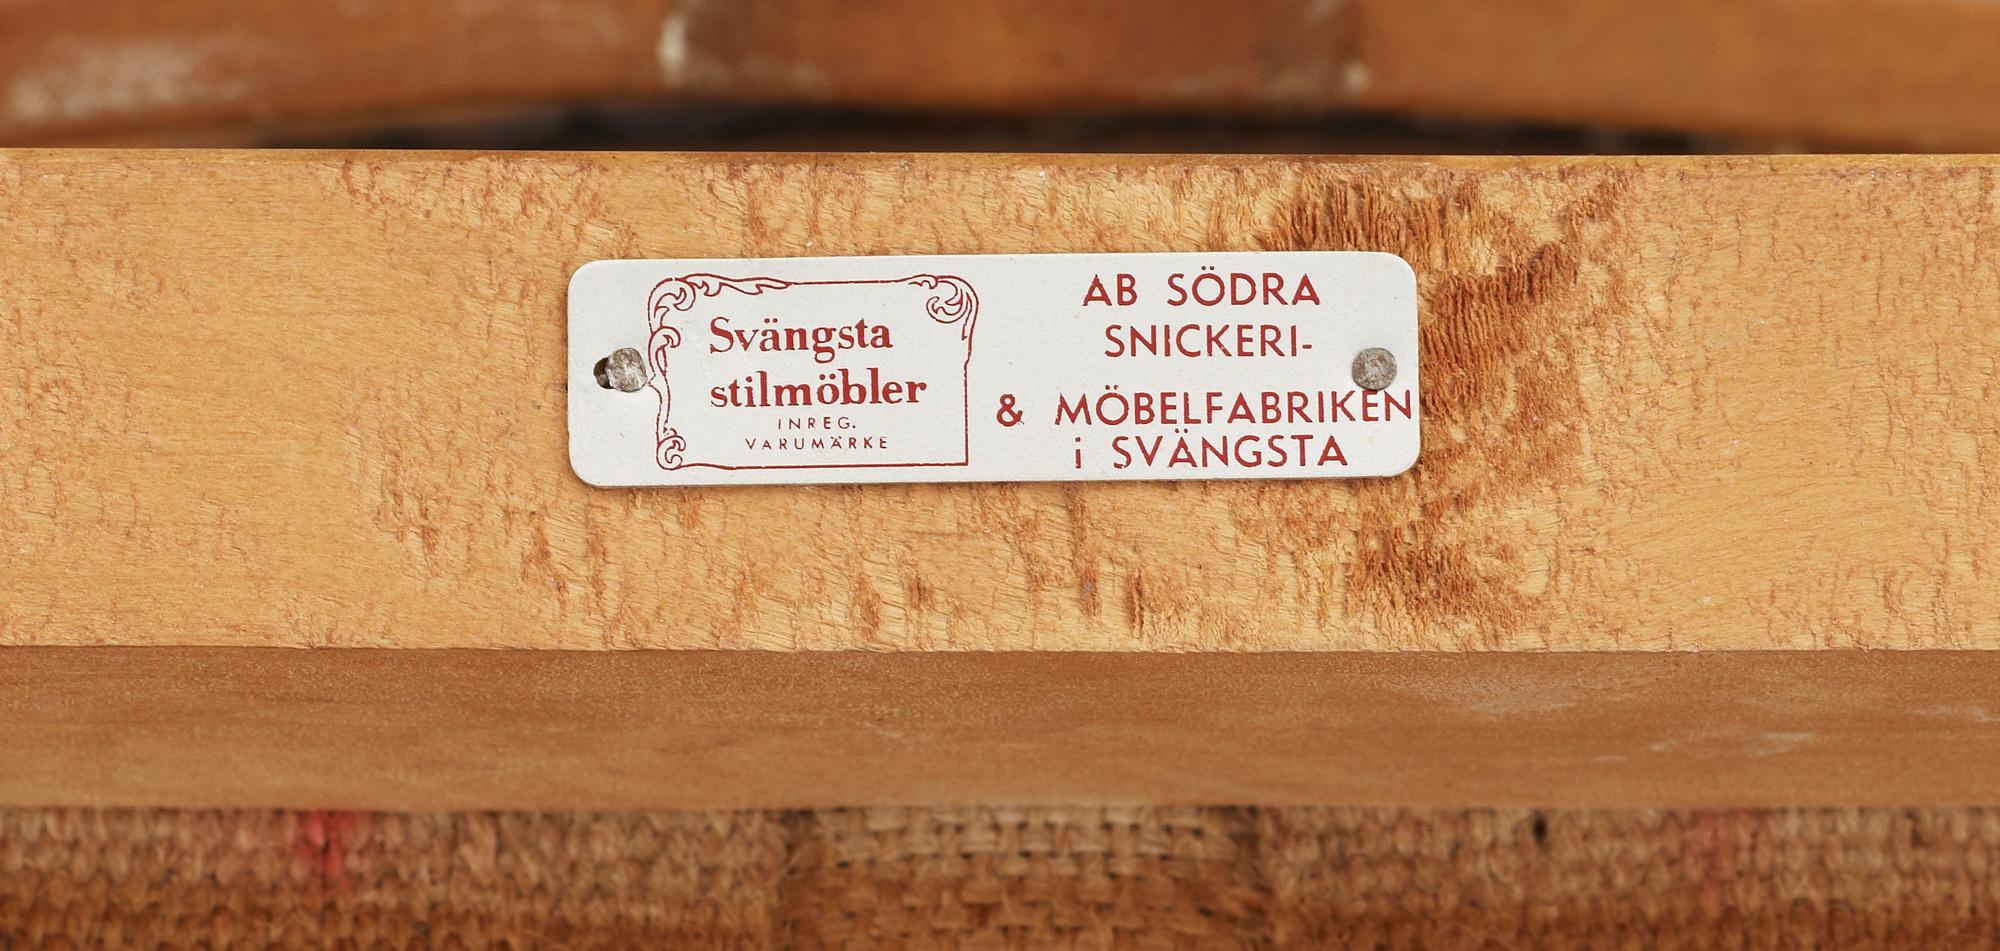 Svängsta
stilmöbler
INREG.
VARUMÄRKE
AB SÖDRA
SNICKERI-
& MÖBELFABRIKEN
i SVÄNGSTA